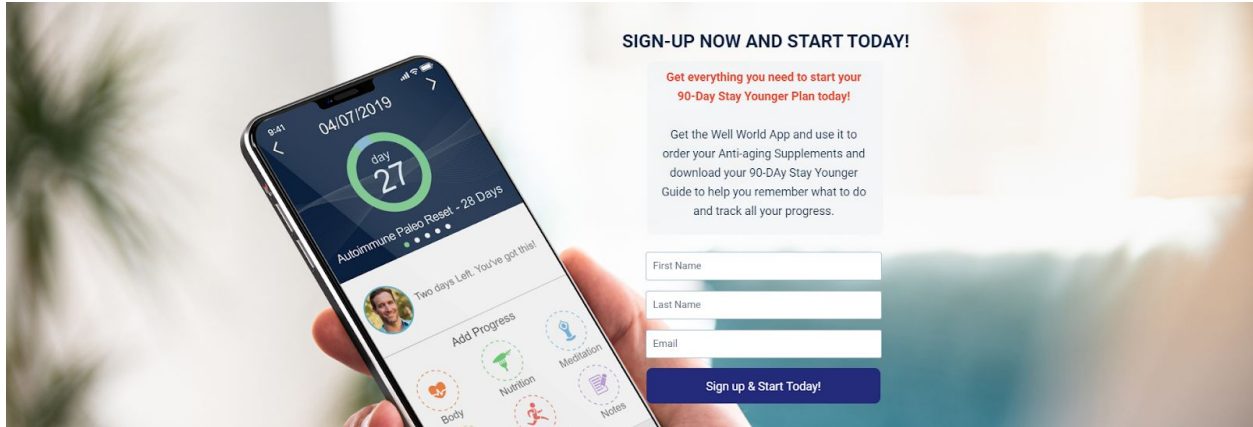 SIGN-UP NOW AND START TODAY!
Get everything you need to start your
90-Day Stay Younger Plan today!
Get the Well World App and use it to
order your Anti-aging Supplements and
download your 90-DAy Stay Younger
Guide to help you remember what to do
and track all your progress.
First Name
Last Name
Email
Sign up & Start Today!
9:41
04/07/2019
day
27
Autoimmune Paleo Reset - 28 Days
Two days Left. You've got this!
Add Progress
Body
Nutrition
Meditation
Notes